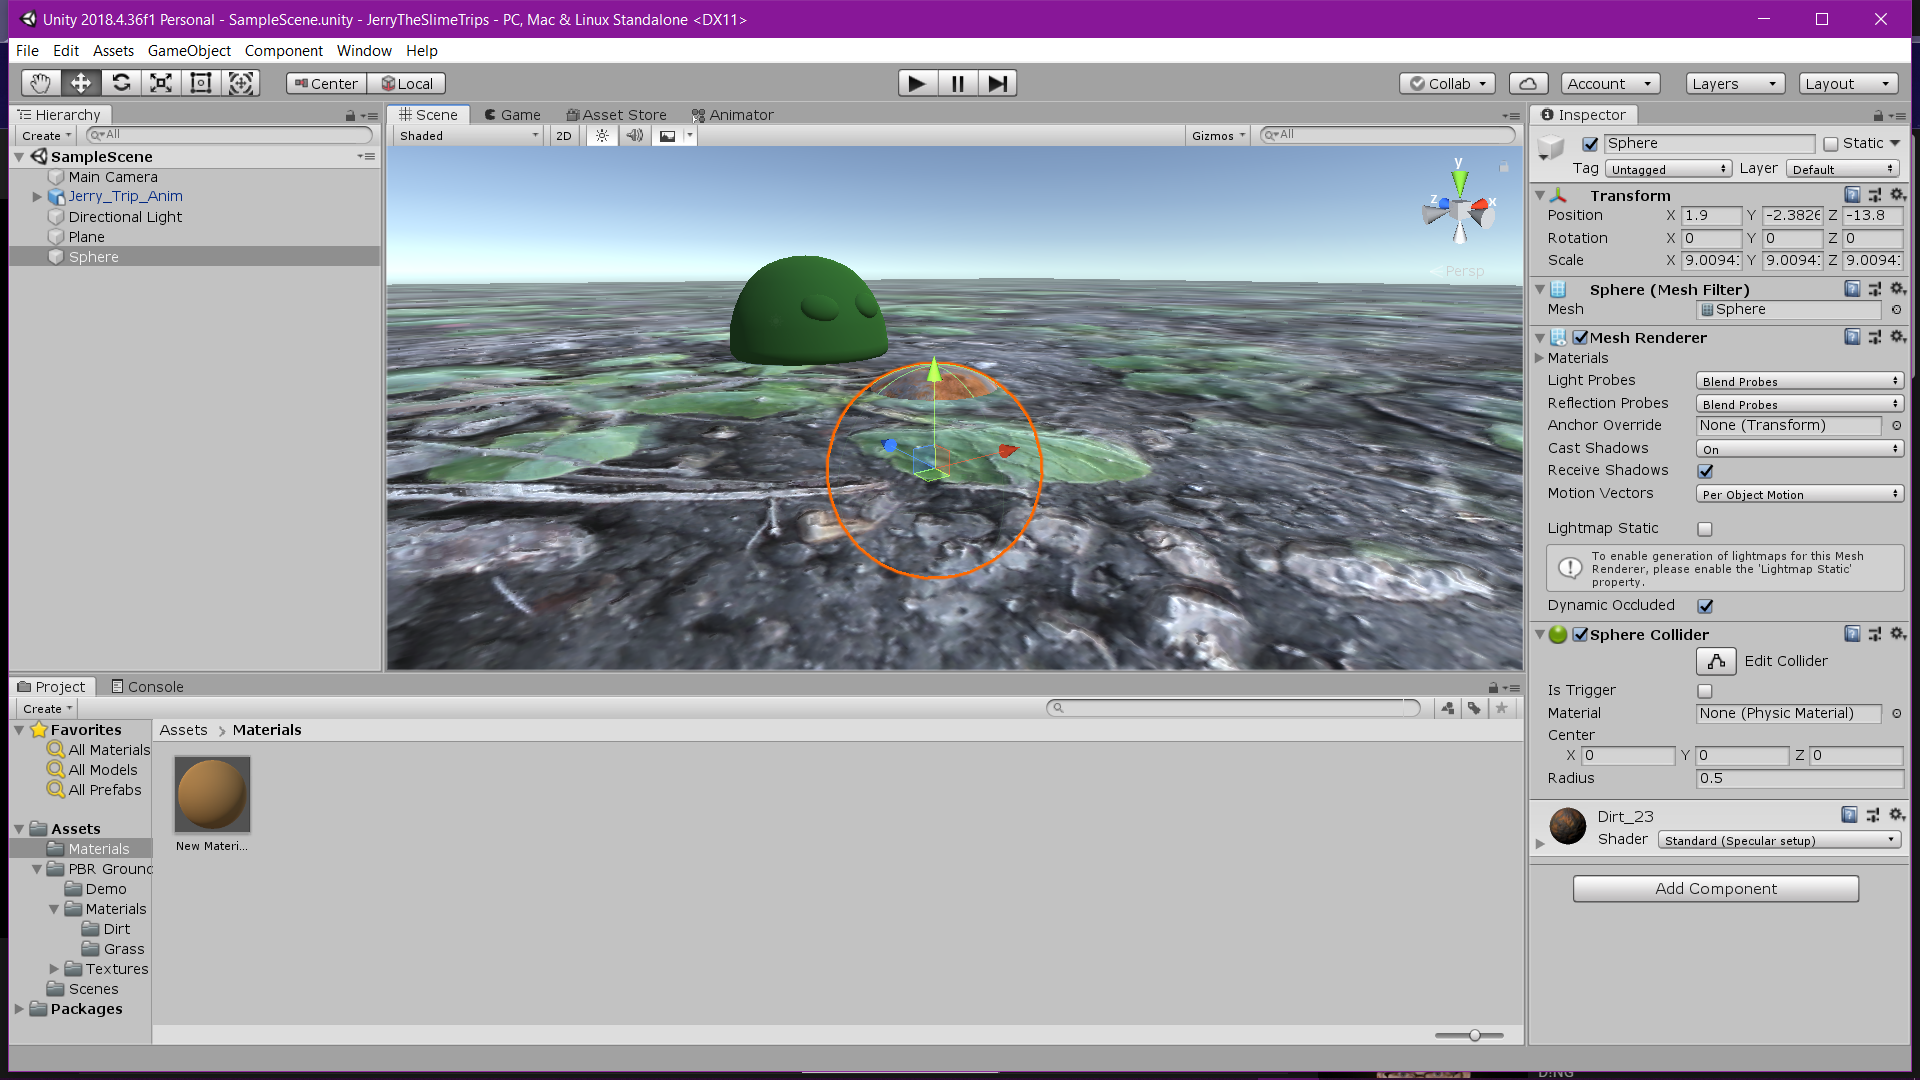 Unity 2018.4.36f1 Personal - SampleScene.unity - JerryTheSlimeTrips - PC, Mac & Linux Standalone <DX11>
File Edit Assets GameObject Component Window Help
Center Local Collab Account Layers Layout
Hierarchy
Create All
SampleScene
Main Camera
Jerry_Trip_Anim
Directional Light
Plane
Sphere
Scene Game Asset Store Animator
Shaded 2D Gizmos All
y
z x
< Persp
Inspector
Sphere Static
Tag Untagged Layer Default
Transform
Position X 1.9 Y -2.3826 Z -13.8
Rotation X 0 Y 0 Z 0
Scale X 9.0094 Y 9.0094 Z 9.0094
Sphere (Mesh Filter)
Mesh Sphere
Mesh Renderer
Materials
Light Probes Blend Probes
Reflection Probes Blend Probes
Anchor Override None (Transform)
Cast Shadows On
Receive Shadows
Motion Vectors Per Object Motion
Lightmap Static
To enable generation of lightmaps for this Mesh
Renderer, please enable the 'Lightmap Static'
property.
Dynamic Occluded
Sphere Collider
Edit Collider
Is Trigger
Material None (Physic Material)
Center
X 0 Y 0 Z 0
Radius 0.5
Dirt_23
Shader Standard (Specular setup)
Add Component
Project Console
Create
Favorites
All Materials
All Models
All Prefabs
Assets
Materials
PBR Ground
Demo
Materials
Dirt
Grass
Textures
Scenes
Packages
Assets > Materials
New Materi...